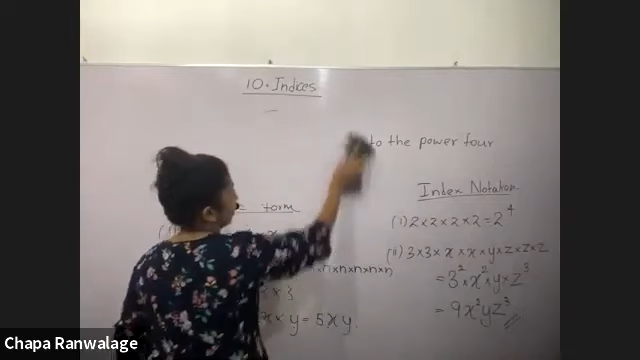 10. Indices
to the power four
form
Index Notation
(i) 2 × 2 × 2 × 2 = 2⁴
(ii) 3 × 3 × x × x × y × z × z × z
= 3² × x² × y × z³
= 9x²yz³
× n × n × n × n
× 3
x × y = 5xy.
Chapa Ranwalage